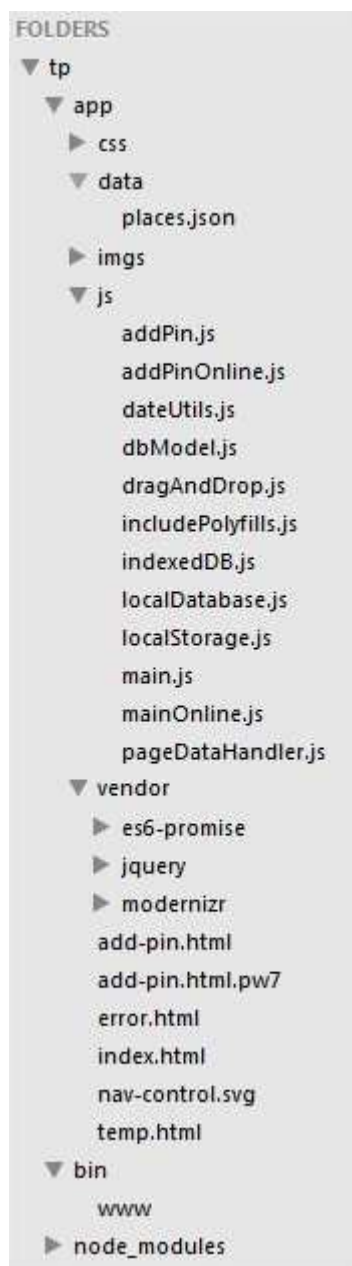 FOLDERS
tp
app
css
data
places.json
imgs
js
addPin.js
addPinOnline.js
dateUtils.js
dbModel.js
dragAndDrop.js
includePolyfills.js
indexedDB.js
localDatabase.js
localStorage.js
main.js
mainOnline.js
pageDataHandler.js
vendor
es6-promise
jquery
modernizr
add-pin.html
add-pin.html.pw7
error.html
index.html
nav-control.svg
temp.html
bin
www
node_modules